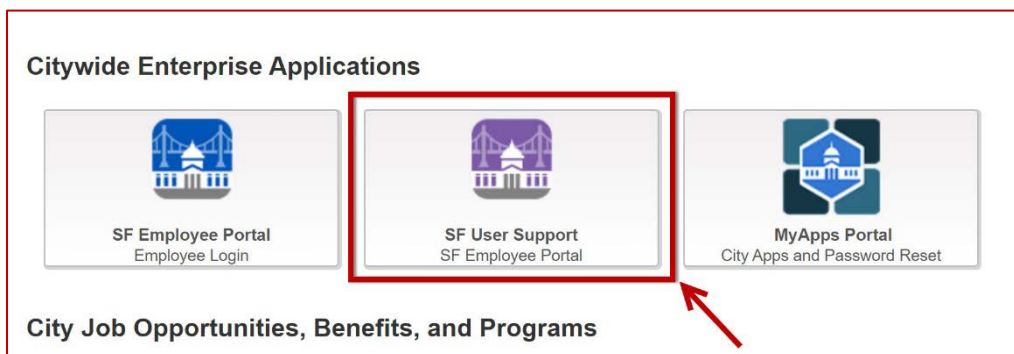 Citywide Enterprise Applications
SF Employee Portal
Employee Login
SF User Support
SF Employee Portal
MyApps Portal
City Apps and Password Reset
City Job Opportunities, Benefits, and Programs